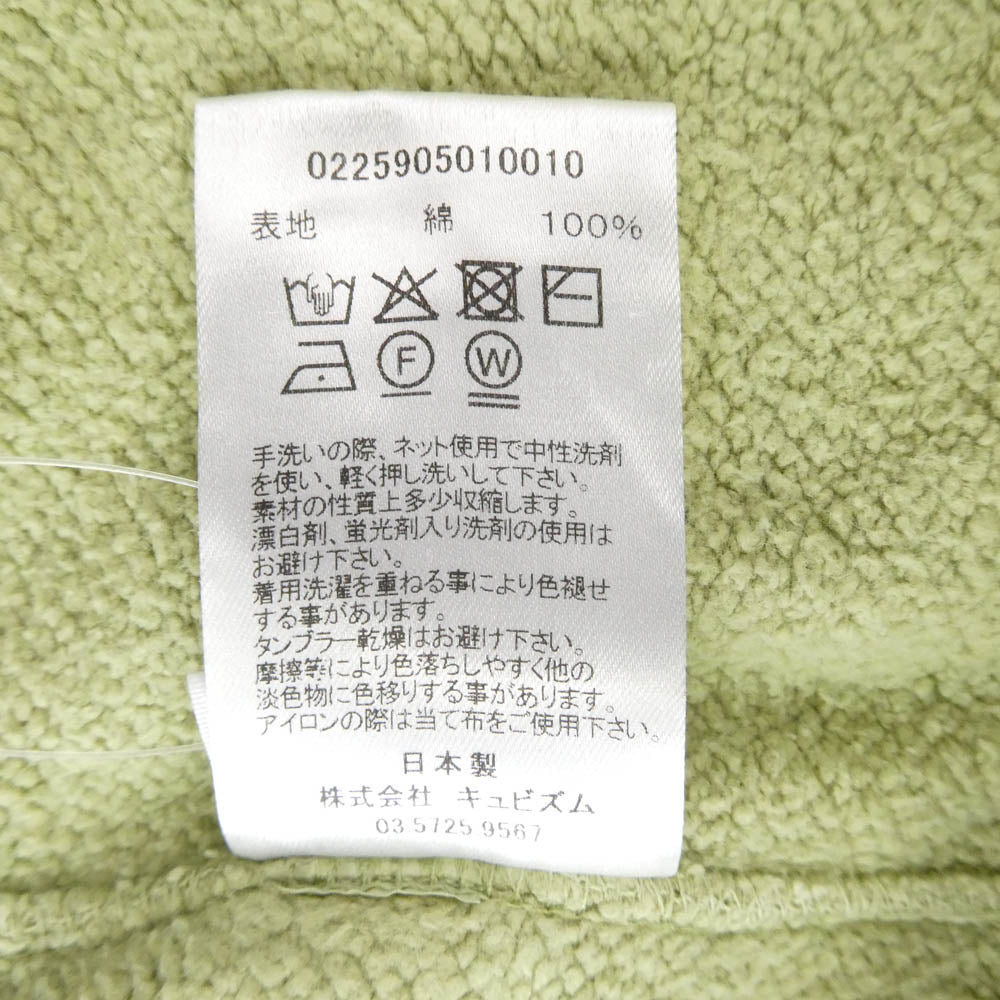 0225905010010
表地 綿 100%
F W
手洗いの際、ネット使用で中性洗剤
を使い、軽く押し洗いして下さい。
素材の性質上多少収縮します。
漂白剤、蛍光剤入り洗剤の使用は
お避け下さい。
着用洗濯を重ねる事により色褪せ
する事があります。
タンブラー乾燥はお避け下さい。
摩擦等により色落ちしやすく他の
淡色物に色移りする事があります。
アイロンの際は当て布をご使用下さい。
日本製
株式会社 キュビズム
03 5725 9567